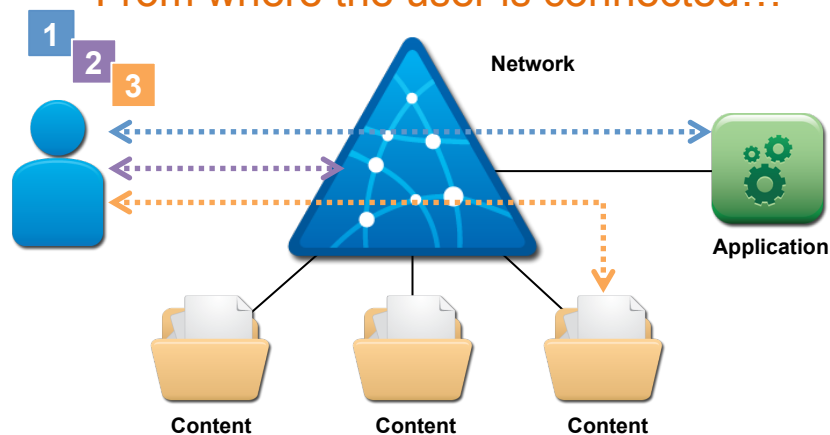 From where the user is connected…
1
2
3
Network
Application
Content
Content
Content